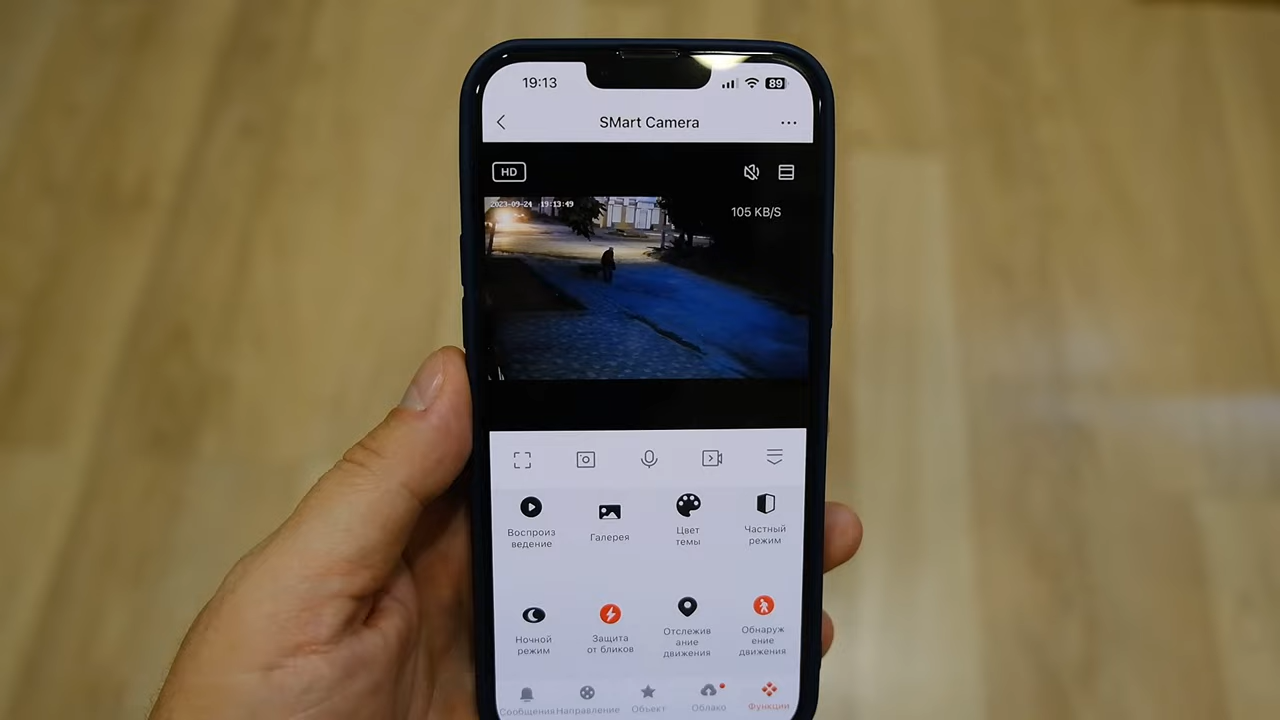 19:13
89
SMart Camera
HD
2023-09-24 19:13:49
105 KB/S
Воспроиз
ведение
Галерея
Цвет
темы
Частный
режим
Ночной
режим
Защита
от бликов
Отслежив
ание
движения
Обнаруж
ение
движения
Сообщения
Направление
Объект
Облако
Функции